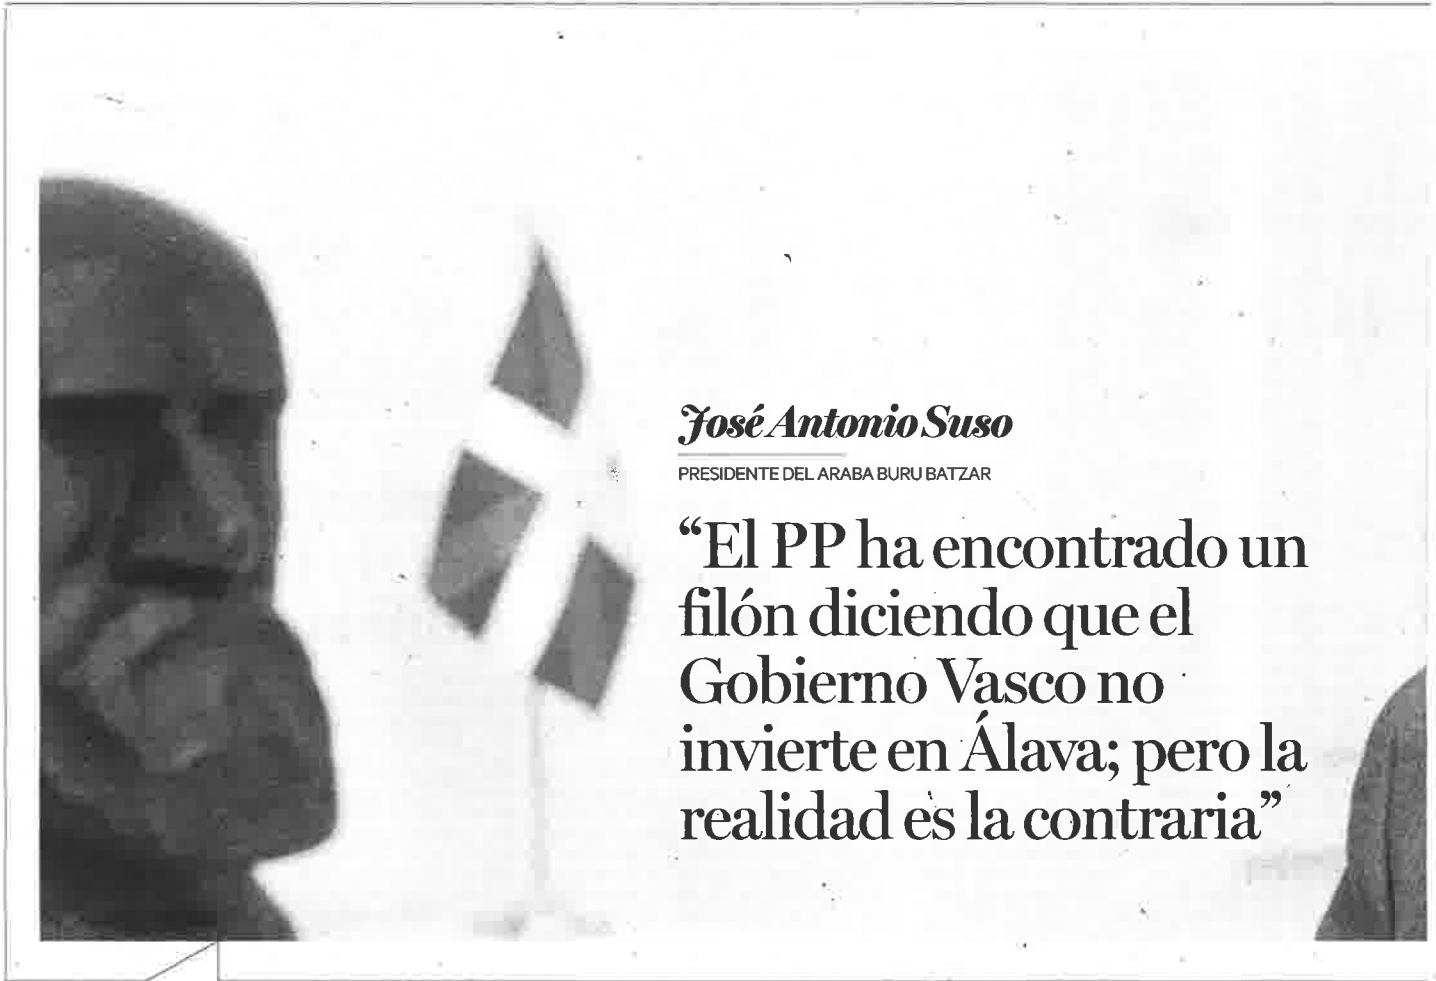 José Antonio Suso
PRESIDENTE DEL ARABA BURU BATZAR
“El PP ha encontrado un
filón diciendo que el
Gobierno Vasco no
invierte en Álava; pero la
realidad es la contraria”